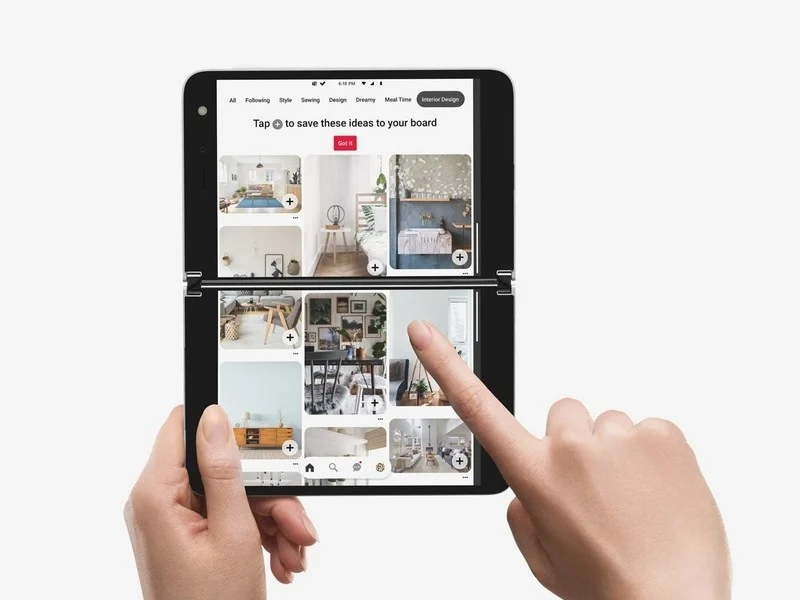 6:18 PM
All Following Style Sewing Design Dreamy Meal Time Interior Design
Tap + to save these ideas to your board
Got it